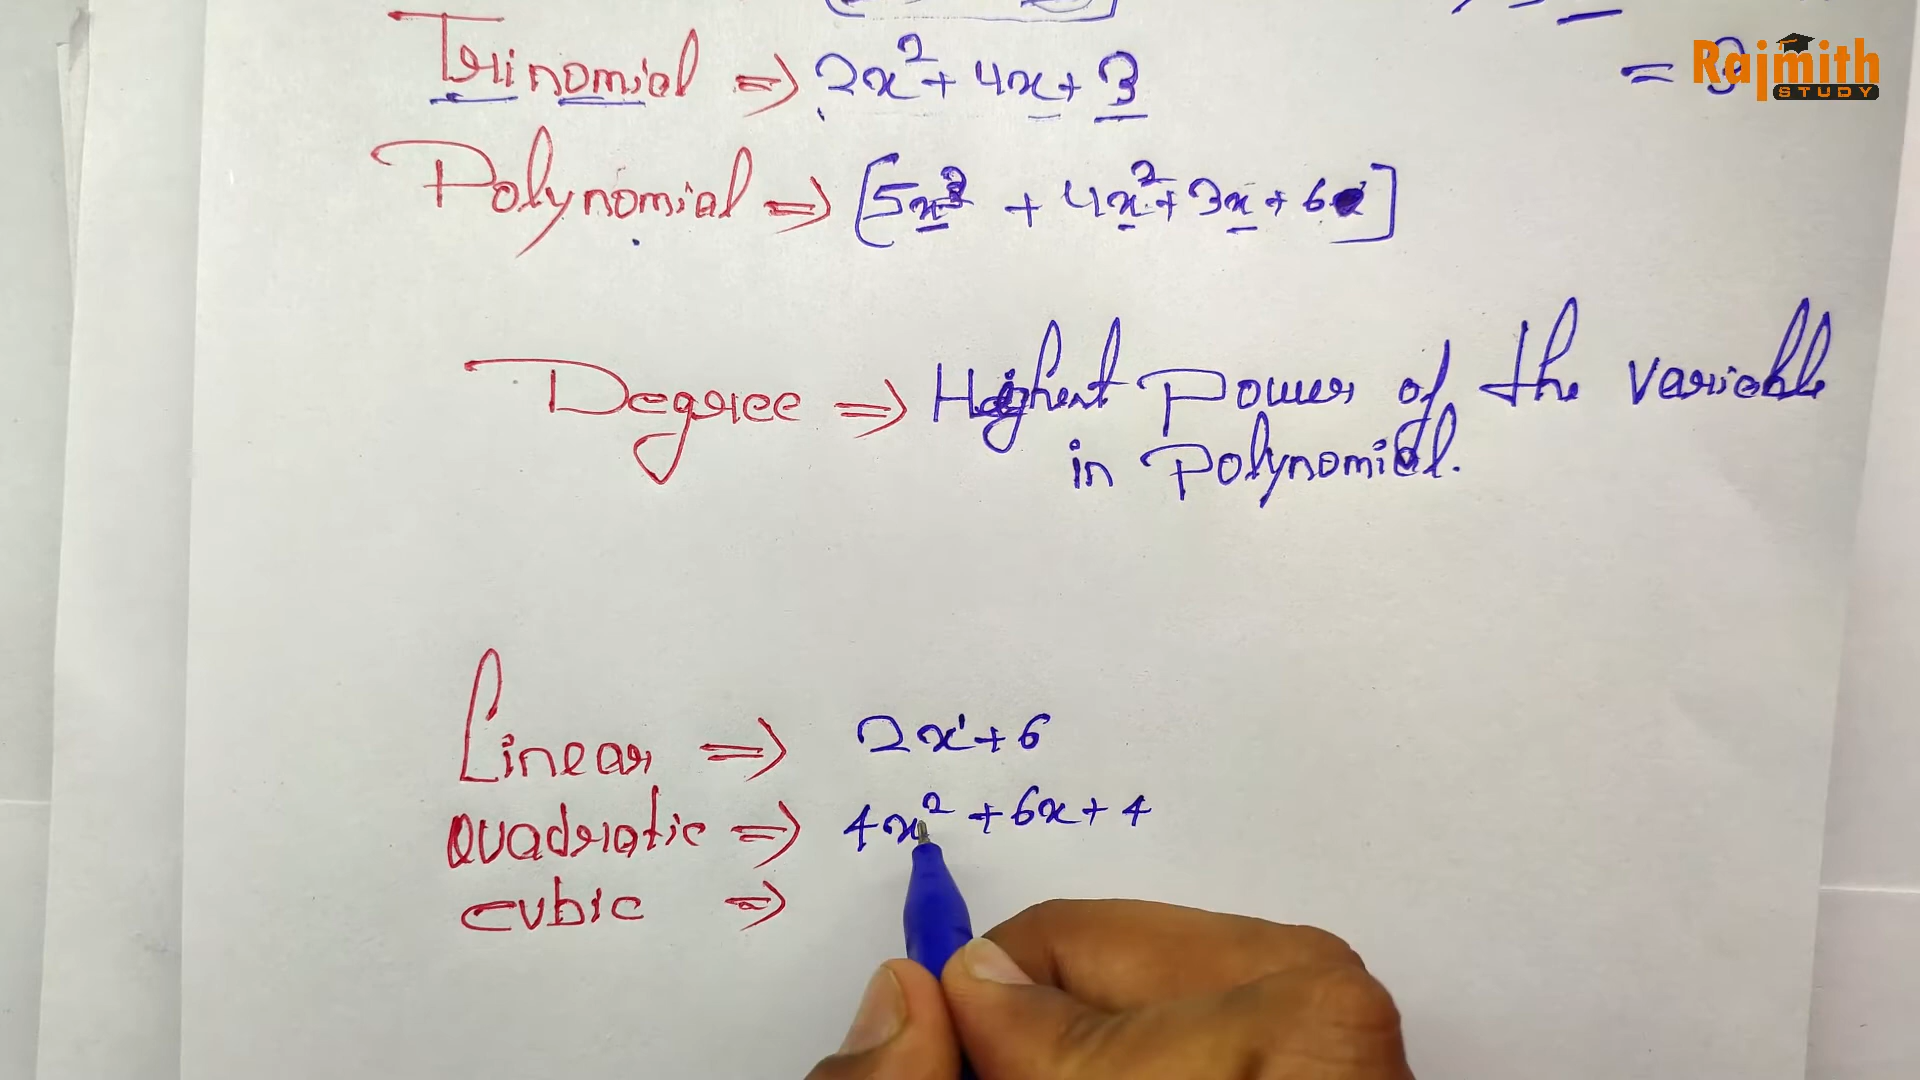 Trinomial => 2x² + 4x + 3
= 3
Rajmith
STUDY
Polynomial => [5x³ + 4x² + 3x + 6]
Degree => Highest Power of the variable
in Polynomial.
Linear => 2x¹ + 6
Quadratic => 4x² + 6x + 4
cubic =>